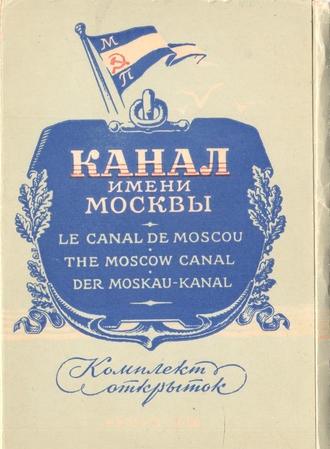 М
П
КАНАЛ
ИМЕНИ
МОСКВЫ
LE CANAL DE MOSCOU
THE MOSCOW CANAL
DER MOSKAU-KANAL
Комплект
открыток